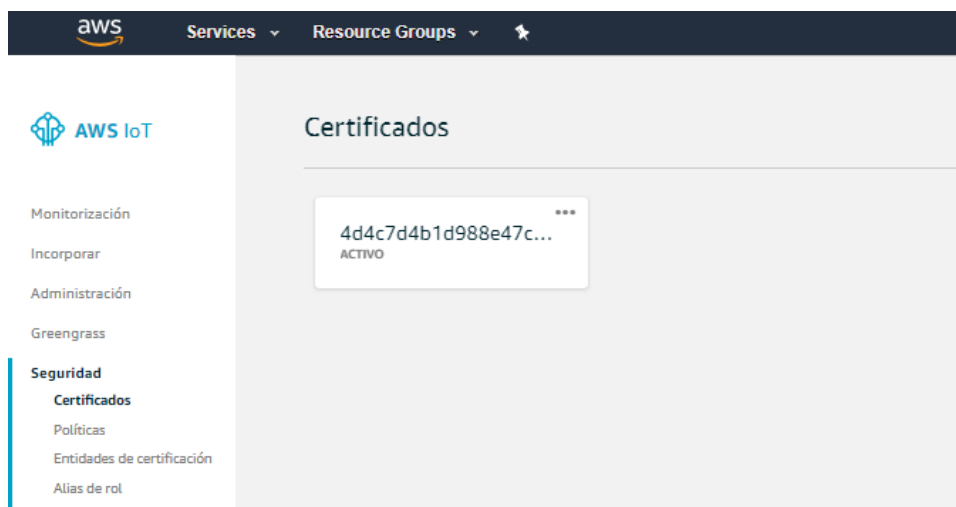 aws Services Resource Groups
AWS IoT
Certificados
Monitorización
Incorporar
Administración
Greengrass
Seguridad
Certificados
Políticas
Entidades de certificación
Alias de rol
4d4c7d4b1d988e47c...
ACTIVO